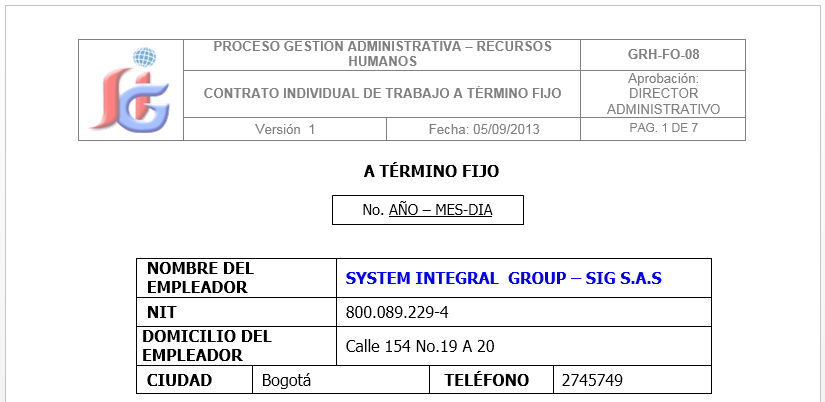 PROCESO GESTION ADMINISTRATIVA – RECURSOS
HUMANOS
GRH-FO-08
CONTRATO INDIVIDUAL DE TRABAJO A TÉRMINO FIJO
Aprobación:
DIRECTOR
ADMINISTRATIVO
Versión 1
Fecha: 05/09/2013
PAG. 1 DE 7
A TÉRMINO FIJO
No. AÑO – MES-DIA
NOMBRE DEL
EMPLEADOR
SYSTEM INTEGRAL GROUP – SIG S.A.S
NIT
800.089.229-4
DOMICILIO DEL
EMPLEADOR
Calle 154 No.19 A 20
CIUDAD
Bogotá
TELÉFONO
2745749